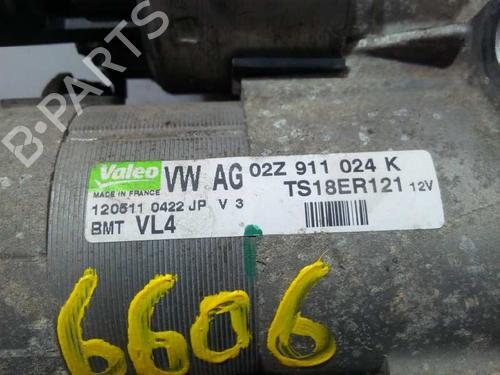 B-PARTS
Valeo VW AG 02Z 911 024 K
MADE IN FRANCE TS18ER121 12V
120511 0422 JP V 3
BMT VL4
6606